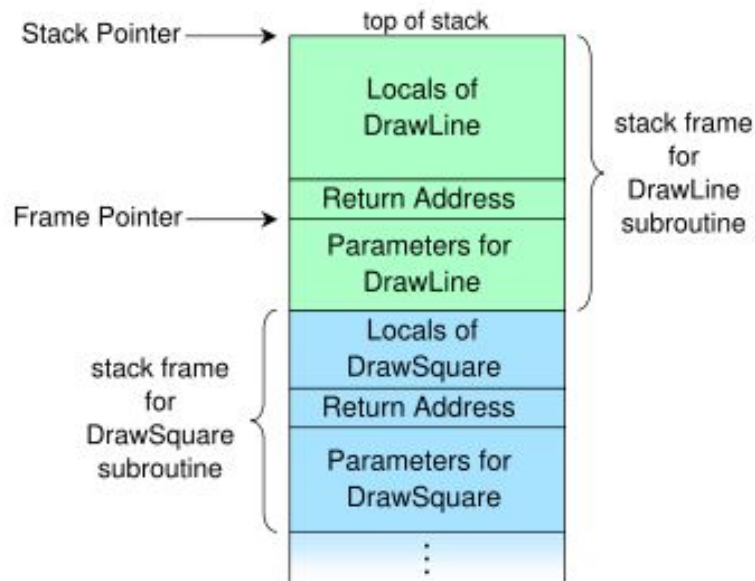 top of stack
Stack Pointer
Locals of
DrawLine
stack frame
for
DrawLine
subroutine
Return Address
Frame Pointer
Parameters for
DrawLine
Locals of
DrawSquare
stack frame
for
DrawSquare
subroutine
Return Address
Parameters for
DrawSquare